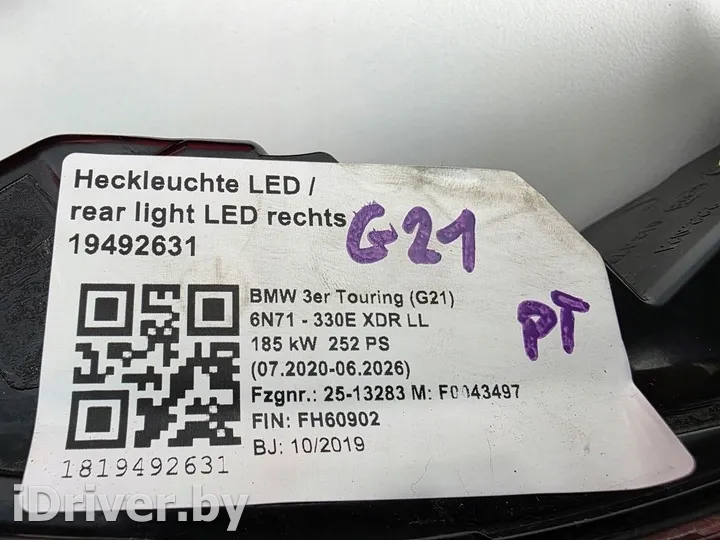 Heckleuchte LED /
rear light LED rechts
19492631
G21
BMW 3er Touring (G21)
6N71 - 330E XDR LL
185 kW 252 PS
(07.2020-06.2026)
Fzgnr.: 25-13283 M: F0043497
FIN: FH60902
BJ: 10/2019
1819492631
PT
iDriver.by